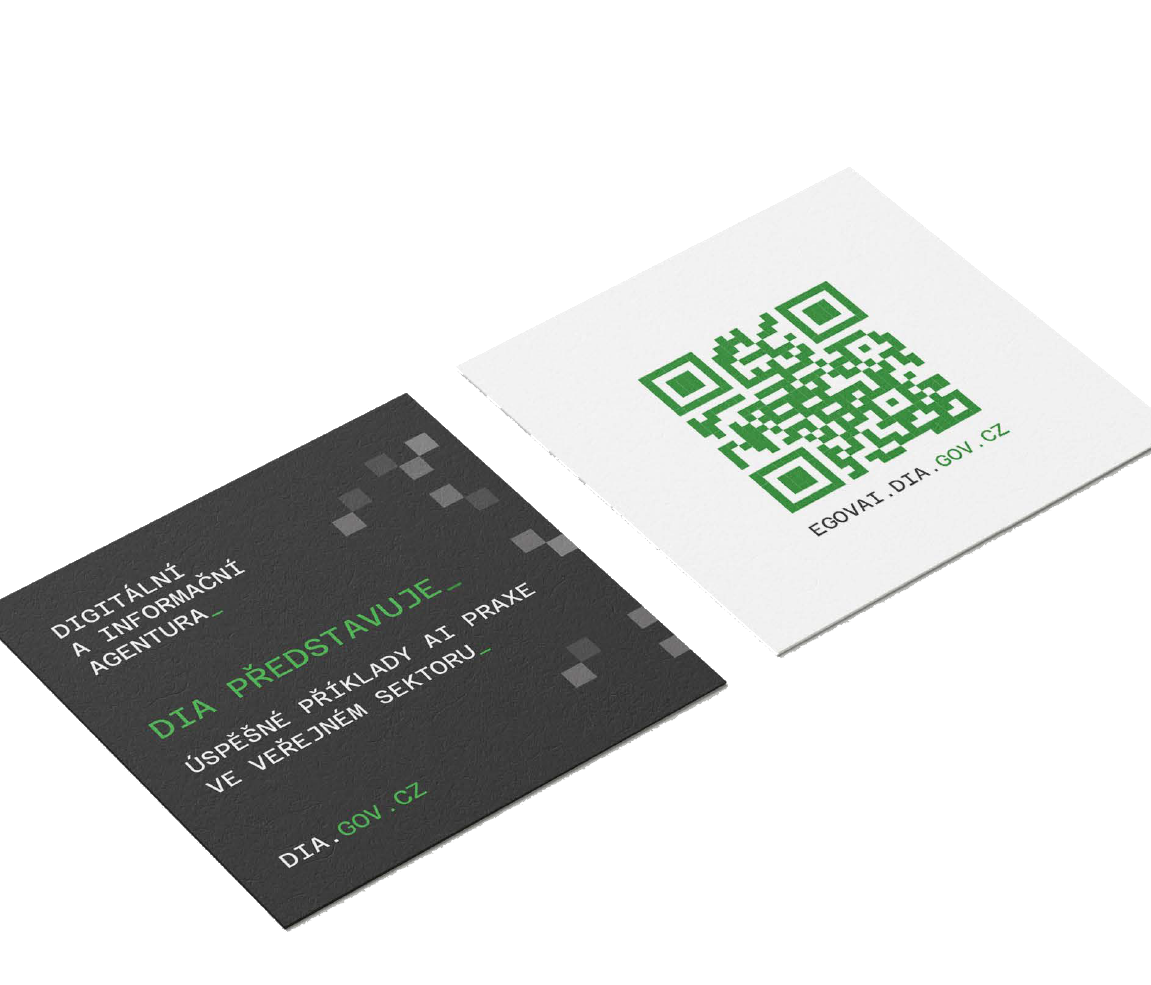 DIGITÁLNÍ
A INFORMAČNÍ
AGENTURA_
DIA PŘEDSTAVUJE_
ÚSPĚŠNÉ PŘÍKLADY AI PRAXE
VE VEŘEJNÉM SEKTORU_
DIA.GOV.CZ
EGOVAI.DIA.GOV.CZ